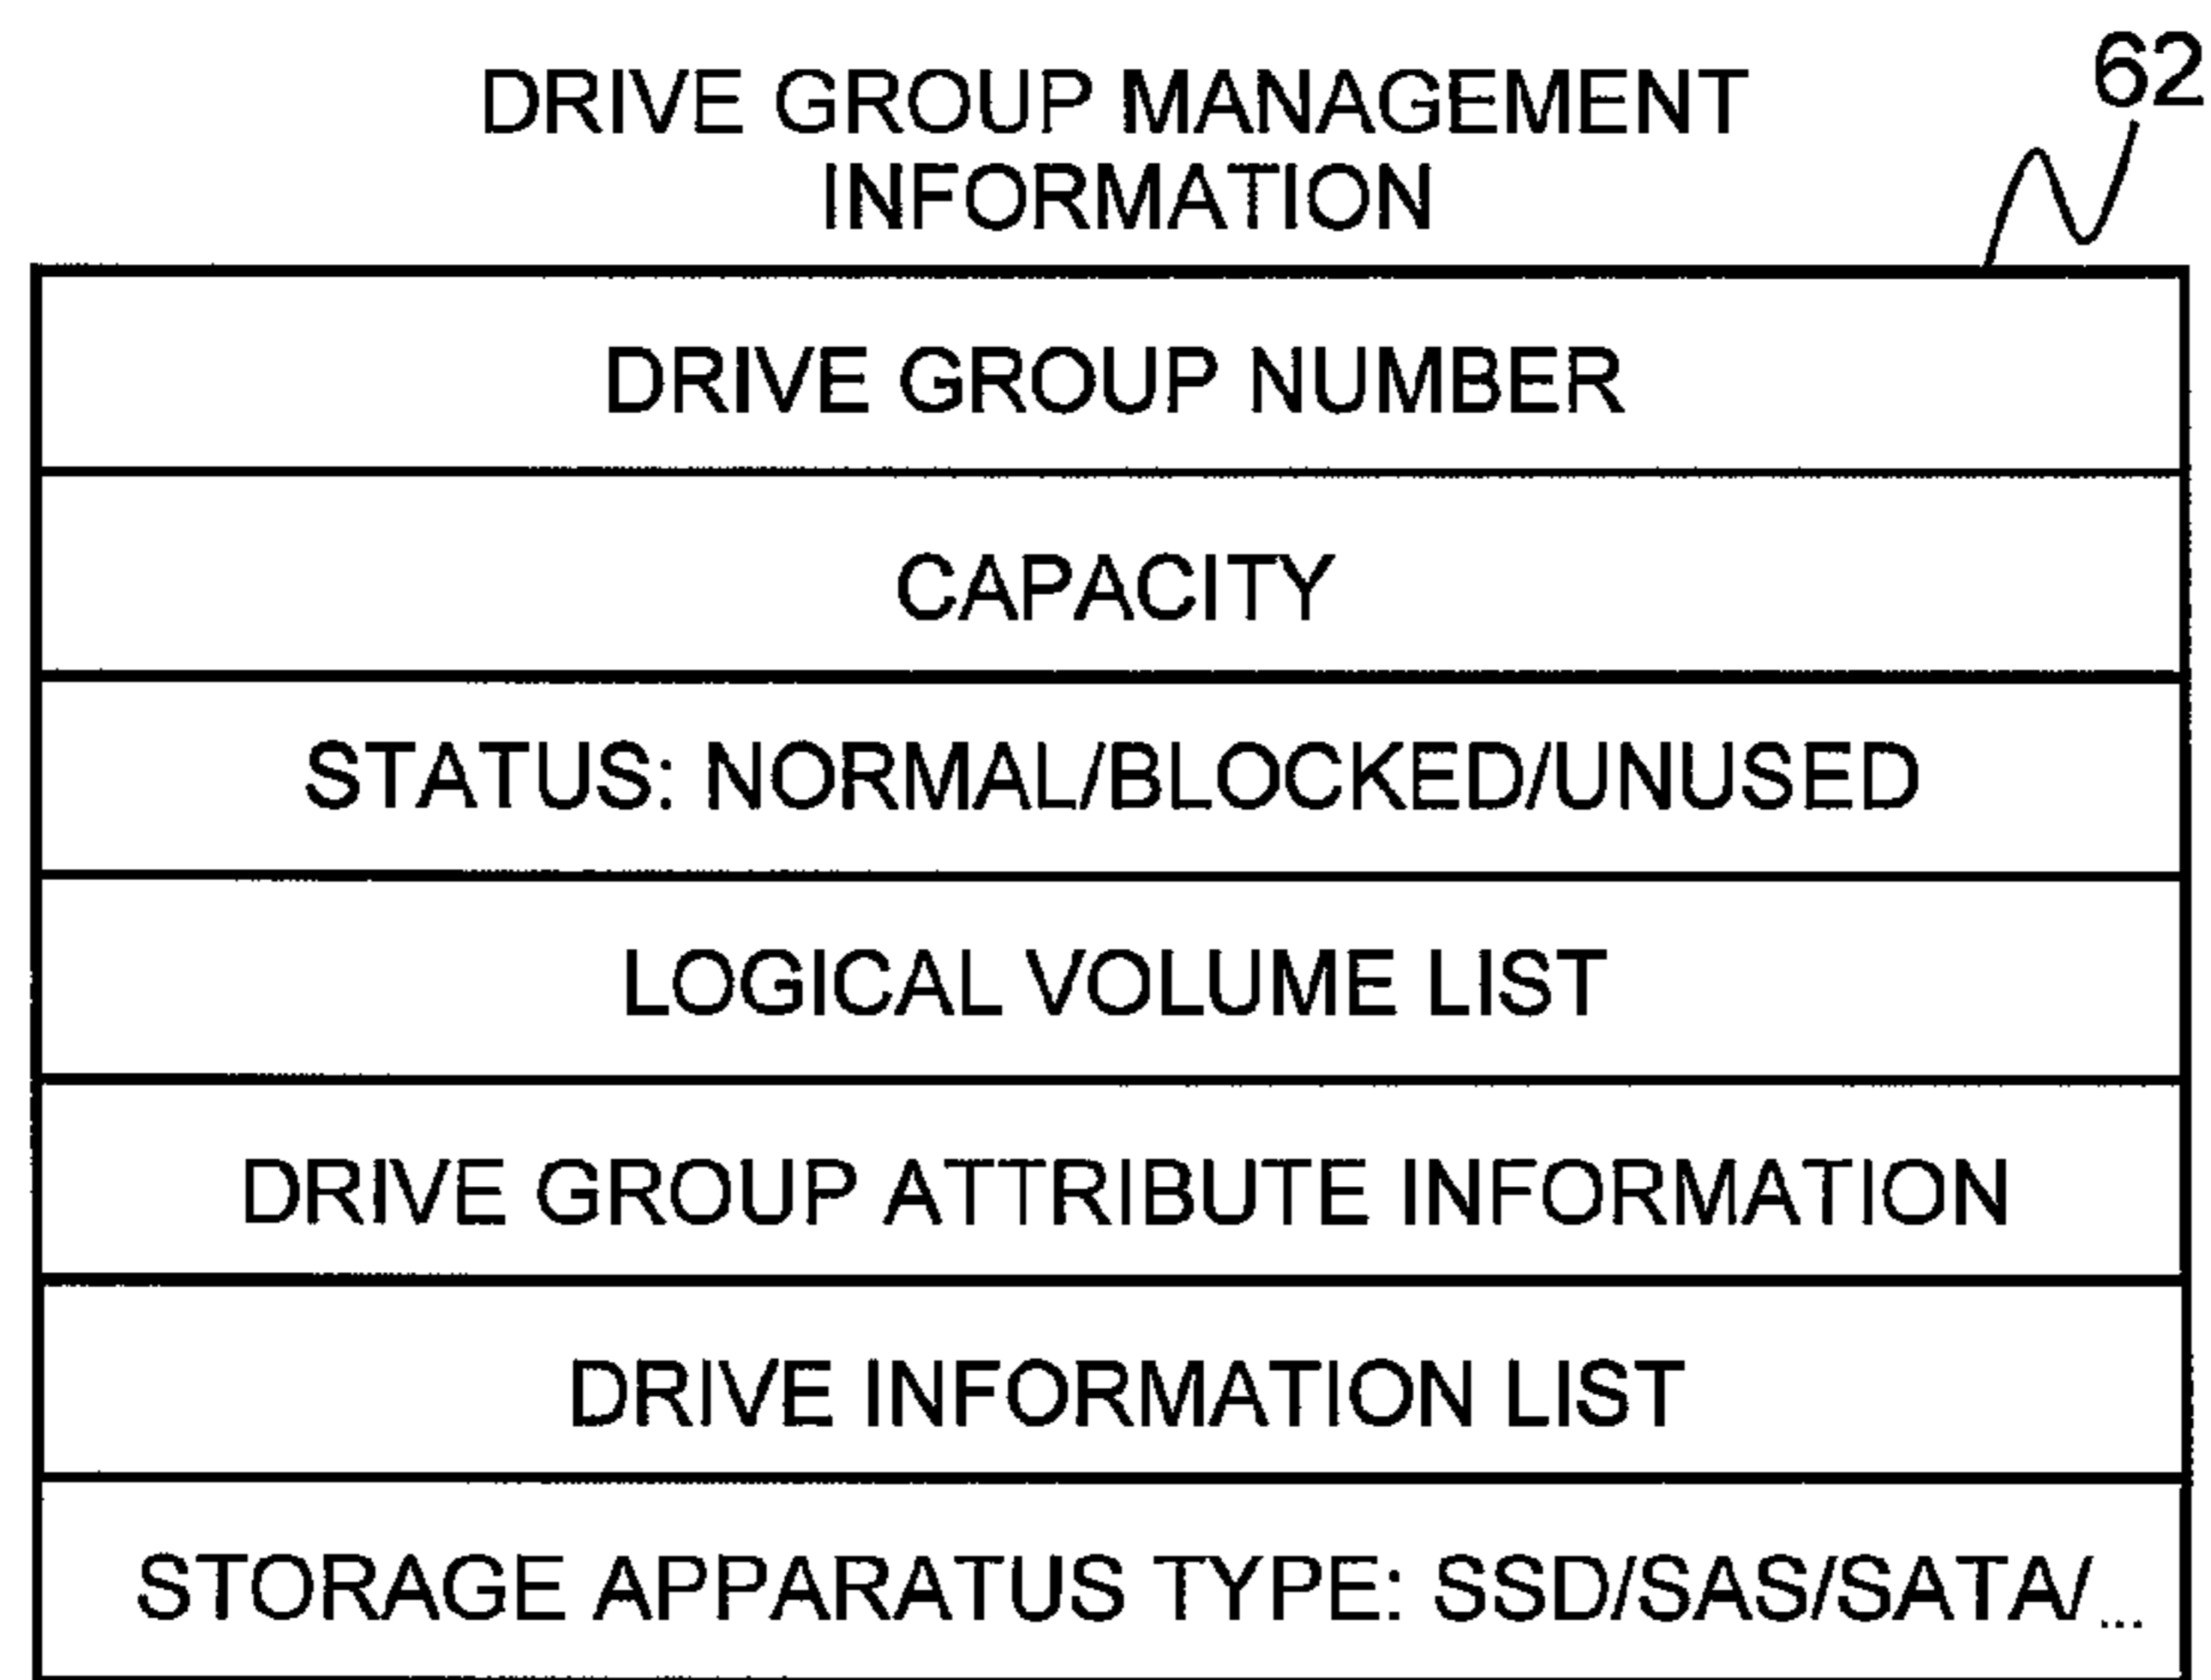 62
DRIVE GROUP MANAGEMENT
INFORMATION
DRIVE GROUP NUMBER
CAPACITY
STATUS: NORMAL/BLOCKED/UNUSED
LOGICAL VOLUME LIST
DRIVE GROUP ATTRIBUTE INFORMATION
DRIVE INFORMATION LIST
STORAGE APPARATUS TYPE: SSD/SAS/SATA/...